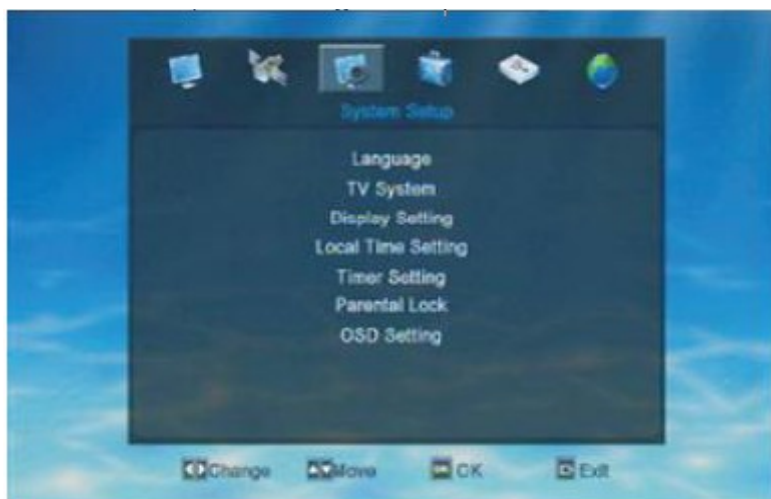 System Setup
Language
TV System
Display Setting
Local Time Setting
Timer Setting
Parental Lock
OSD Setting
Change Move OK Exit